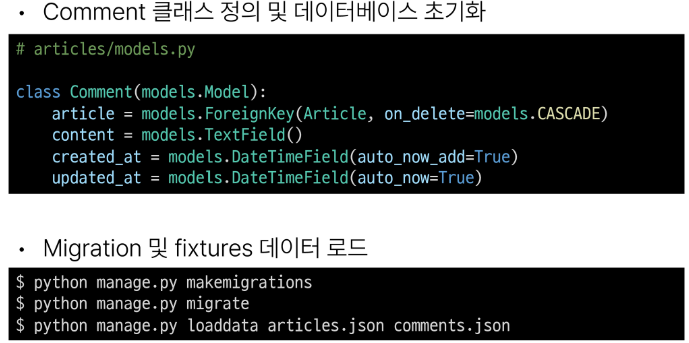 • Comment 클래스 정의 및 데이터베이스 초기화
# articles/models.py
class Comment(models.Model):
    article = models.ForeignKey(Article, on_delete=models.CASCADE)
    content = models.TextField()
    created_at = models.DateTimeField(auto_now_add=True)
    updated_at = models.DateTimeField(auto_now=True)
• Migration 및 fixtures 데이터 로드
$ python manage.py makemigrations
$ python manage.py migrate
$ python manage.py loaddata articles.json comments.json